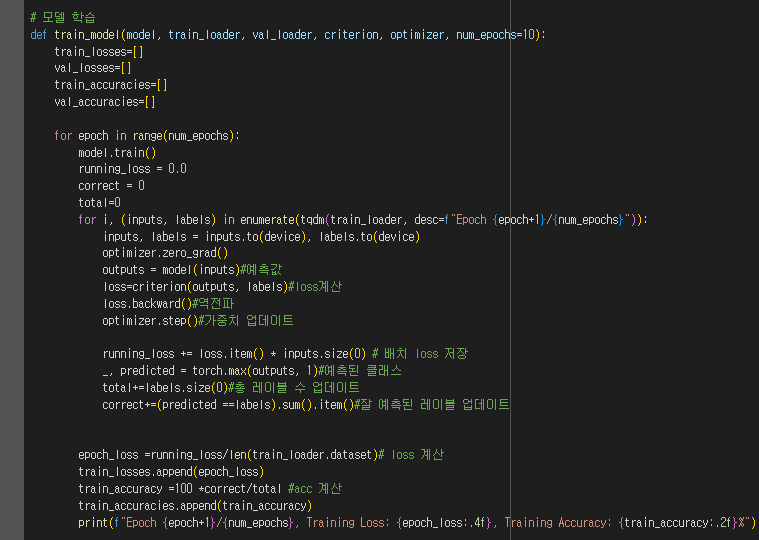 # 모델 학습
def train_model(model, train_loader, val_loader, criterion, optimizer, num_epochs=10):
    train_losses=[]
    val_losses=[]
    train_accuracies=[]
    val_accuracies=[]

    for epoch in range(num_epochs):
        model.train()
        running_loss = 0.0
        correct = 0
        total=0
        for i, (inputs, labels) in enumerate(tqdm(train_loader, desc=f"Epoch {epoch+1}/{num_epochs}")):
            inputs, labels = inputs.to(device), labels.to(device)
            optimizer.zero_grad()
            outputs = model(inputs)#예측값
            loss=criterion(outputs, labels)#loss계산
            loss.backward()#역전파
            optimizer.step()#가중치 업데이트

            running_loss += loss.item() * inputs.size(0) # 배치 loss 저장
            _, predicted = torch.max(outputs, 1)#예측된 클래스
            total+=labels.size(0)#총 레이블 수 업데이트
            correct+=(predicted ==labels).sum().item()#잘 예측된 레이블 업데이트

        epoch_loss =running_loss/len(train_loader.dataset)# loss 계산
        train_losses.append(epoch_loss)
        train_accuracy =100 *correct/total #acc 계산
        train_accuracies.append(train_accuracy)
        print(f"Epoch {epoch+1}/{num_epochs}, Training Loss: {epoch_loss:.4f}, Training Accuracy: {train_accuracy:.2f}%")